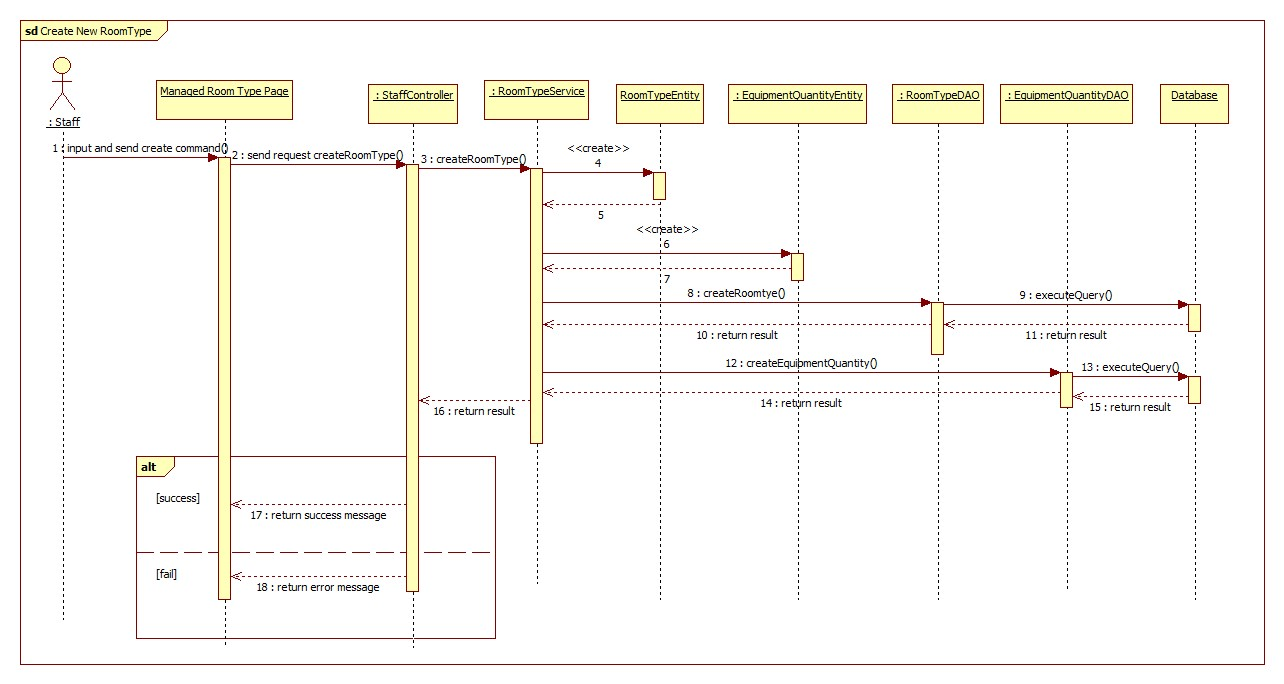 sd Create New RoomType
: Staff
Managed Room Type Page
: StaffController
: RoomTypeService
RoomTypeEntity
: EquipmentQuantityEntity
: RoomTypeDAO
: EquipmentQuantityDAO
Database
1 : input and send create command()
2 : send request createRoomType()
3 : createRoomType()
<<create>>
4
5
<<create>>
6
7
8 : createRoomtye()
9 : executeQuery()
10 : return result
11 : return result
12 : createEquipmentQuantity()
13 : executeQuery()
14 : return result
15 : return result
16 : return result
alt
[success]
17 : return success message
[fail]
18 : return error message